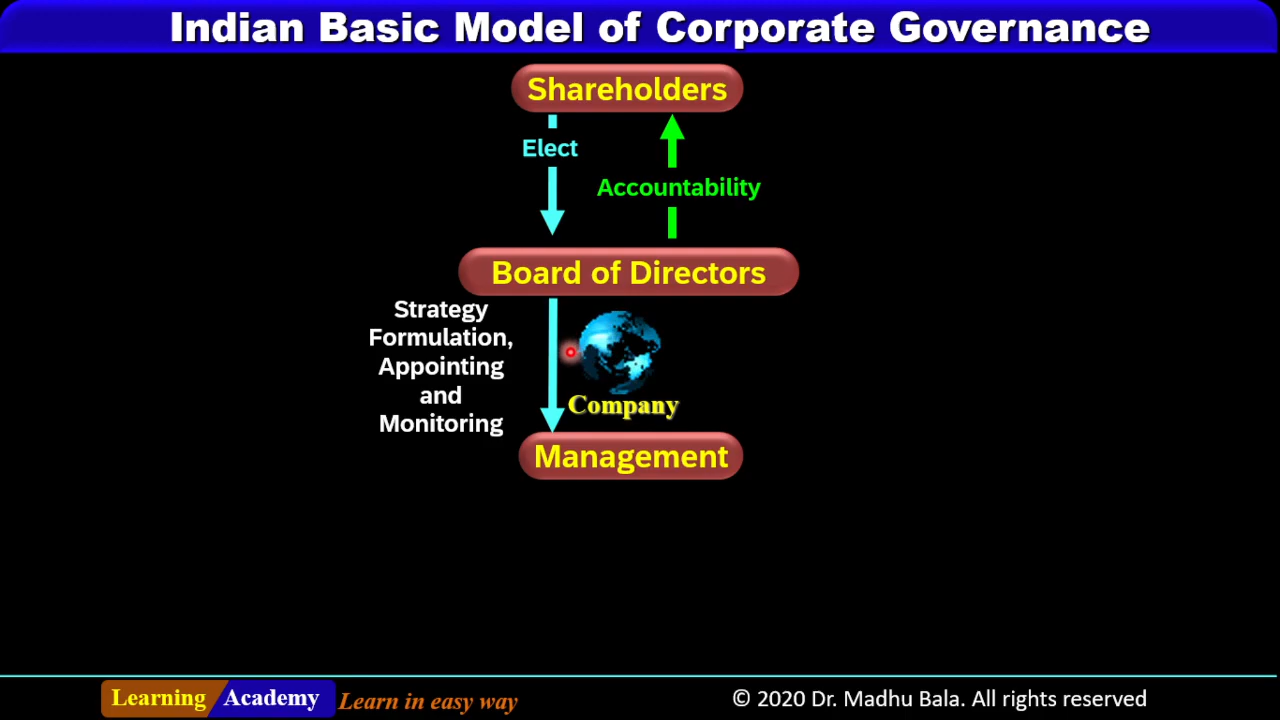 Indian Basic Model of Corporate Governance
Shareholders
Elect
Accountability
Board of Directors
Strategy
Formulation,
Appointing
and
Monitoring
Company
Management
Learning Academy Learn in easy way
© 2020 Dr. Madhu Bala. All rights reserved